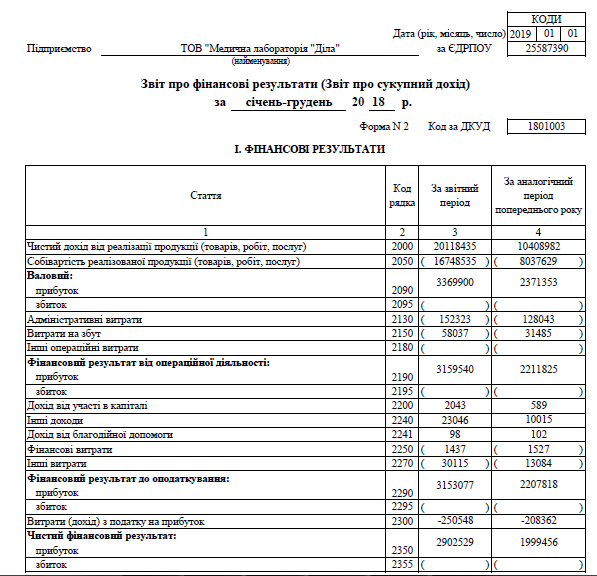 КОДИ
Дата (рік, місяць, число) 2019 01 01
Підприємство ТОВ "Медична лабораторія "Діла" за ЄДРПОУ 25587390
(найменування)
Звіт про фінансові результати (Звіт про сукупний дохід)
за січень-грудень 20 18 р.
Форма N 2 Код за ДКУД 1801003
I. ФІНАНСОВІ РЕЗУЛЬТАТИ
Стаття Код рядка За звітний період За аналогічний період попереднього року
1 2 3 4
Чистий дохід від реалізації продукції (товарів, робіт, послуг) 2000 20118435 10408982
Собівартість реалізованої продукції (товарів, робіт, послуг) 2050 ( 16748535 ) ( 8037629 )
Валовий:
прибуток 2090 3369900 2371353
збиток 2095 ( ) ( )
Адміністративні витрати 2130 ( 152323 ) ( 128043 )
Витрати на збут 2150 ( 58037 ) ( 31485 )
Інші операційні витрати 2180 ( ) ( )
Фінансовий результат від операційної діяльності:
прибуток 2190 3159540 2211825
збиток 2195 ( ) ( )
Дохід від участі в капіталі 2200 2043 589
Інші доходи 2240 23046 10015
Дохід від благодійної допомоги 2241 98 102
Фінансові витрати 2250 ( 1437 ) ( 1527 )
Інші витрати 2270 ( 30115 ) ( 13084 )
Фінансовий результат до оподаткування:
прибуток 2290 3153077 2207818
збиток 2295 ( ) ( )
Витрати (дохід) з податку на прибуток 2300 -250548 -208362
Чистий фінансовий результат:
прибуток 2350 2902529 1999456
збиток 2355 ( ) ( )